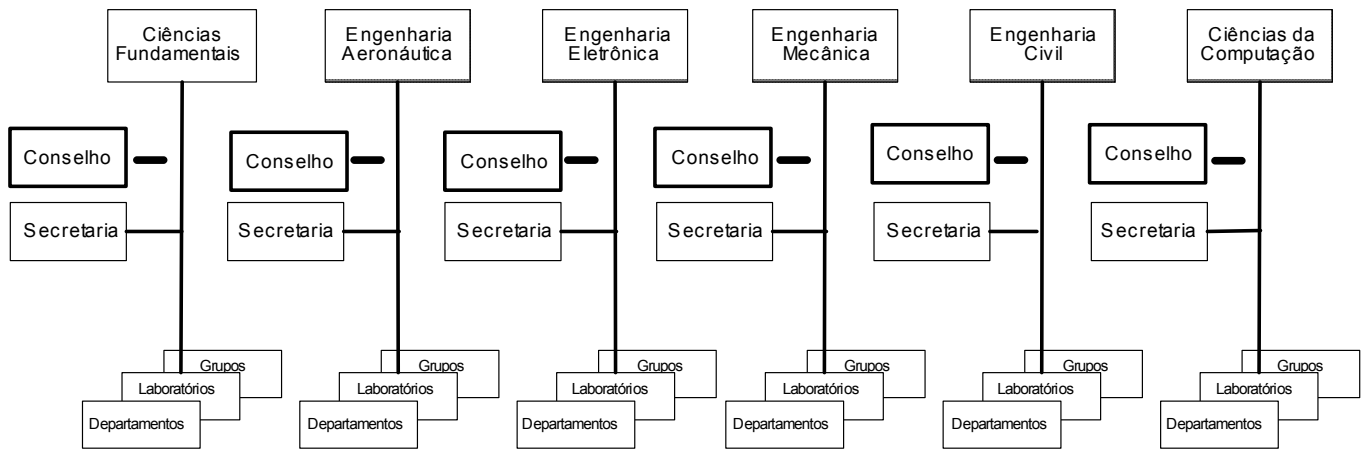 Ciências
Fundamentais
Engenharia
Aeronáutica
Engenharia
Eletrônica
Engenharia
Mecânica
Engenharia
Civil
Ciências da
Computação
Conselho
Conselho
Conselho
Conselho
Conselho
Conselho
Secretaria
Secretaria
Secretaria
Secretaria
Secretaria
Secretaria
Grupos
Grupos
Grupos
Grupos
Grupos
Grupos
Laboratórios
Laboratórios
Laboratórios
Laboratórios
Laboratórios
Laboratórios
Departamentos
Departamentos
Departamentos
Departamentos
Departamentos
Departamentos